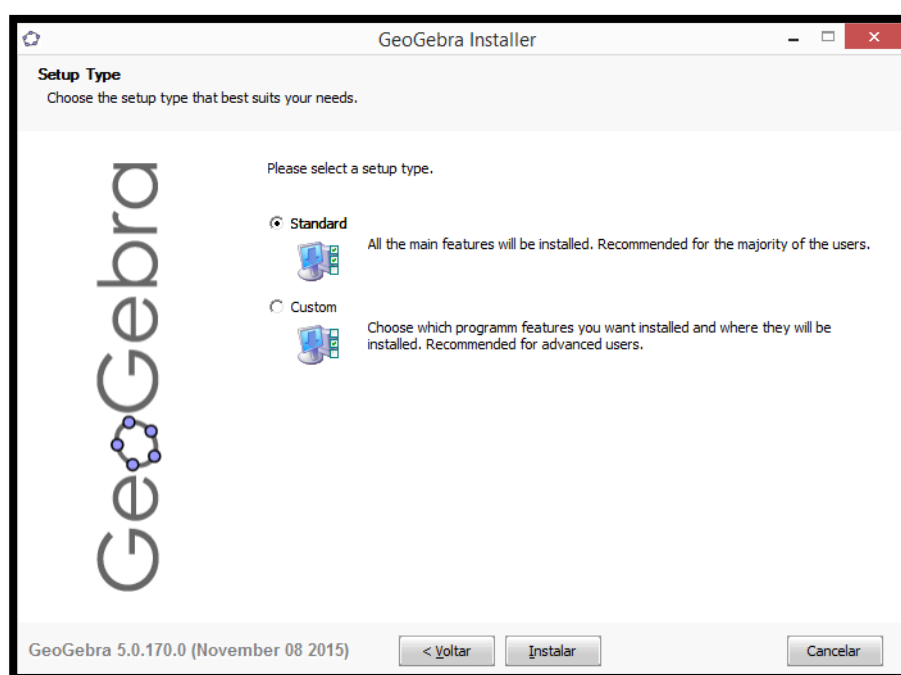 GeoGebra Installer
Setup Type
Choose the setup type that best suits your needs.
GeoGebra
Please select a setup type.
Standard
All the main features will be installed. Recommended for the majority of the users.
Custom
Choose which programm features you want installed and where they will be
installed. Recommended for advanced users.
GeoGebra 5.0.170.0 (November 08 2015)
< Voltar
Instalar
Cancelar